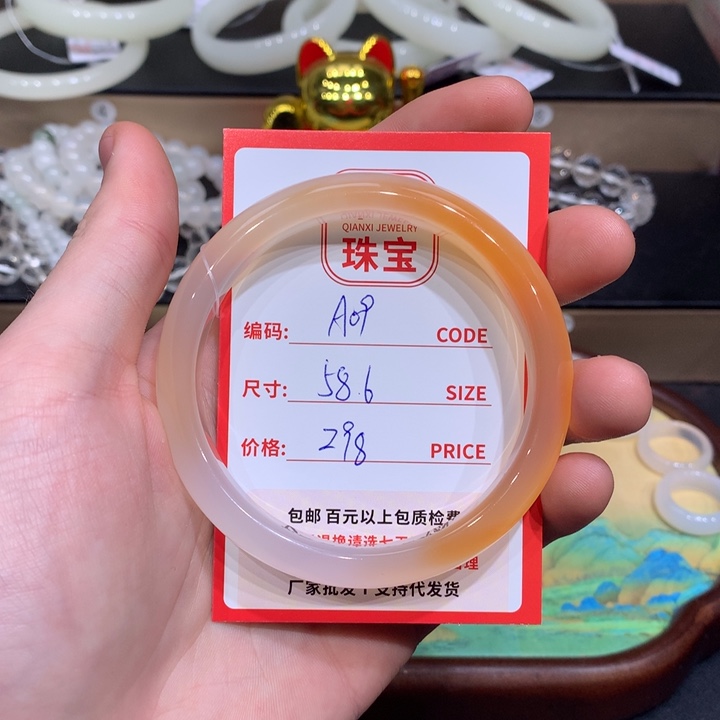 QIANXI JEWELRY
珠宝
编码: A09 CODE
尺寸: 58.6 SIZE
价格: 298 PRICE
包邮 百元以上包质检费
厂家批发 支持代发货